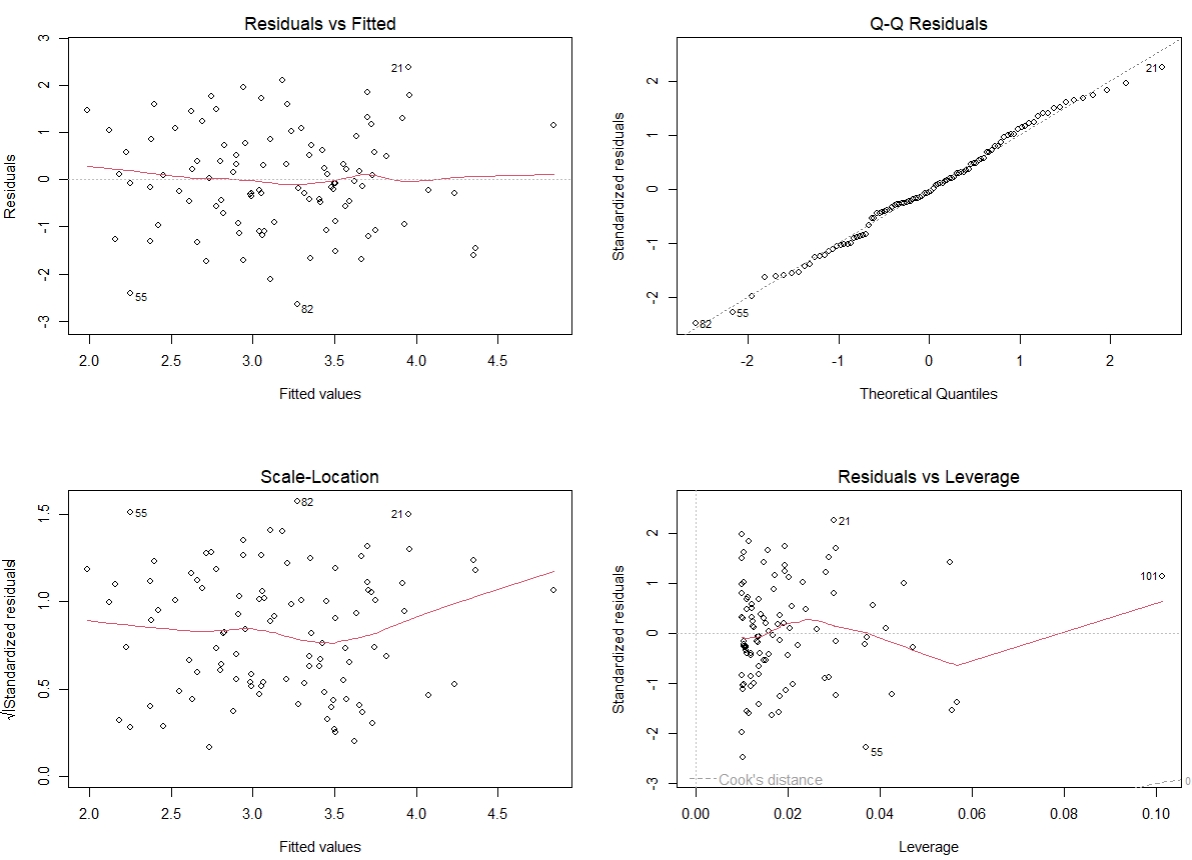 Residuals vs Fitted
3
2
1
0
-1
-2
-3
Residuals
21
55
82
2.0 2.5 3.0 3.5 4.0 4.5
Fitted values
Q-Q Residuals
2
1
0
-1
-2
Standardized residuals
21
55
82
-2 -1 0 1 2
Theoretical Quantiles
Scale-Location
1.5
1.0
0.5
0.0
√|Standardized residuals|
55
82
21
2.0 2.5 3.0 3.5 4.0 4.5
Fitted values
Residuals vs Leverage
2
1
0
-1
-2
-3
Standardized residuals
21
101
55
Cook's distance
0
0.00 0.02 0.04 0.06 0.08 0.10
Leverage